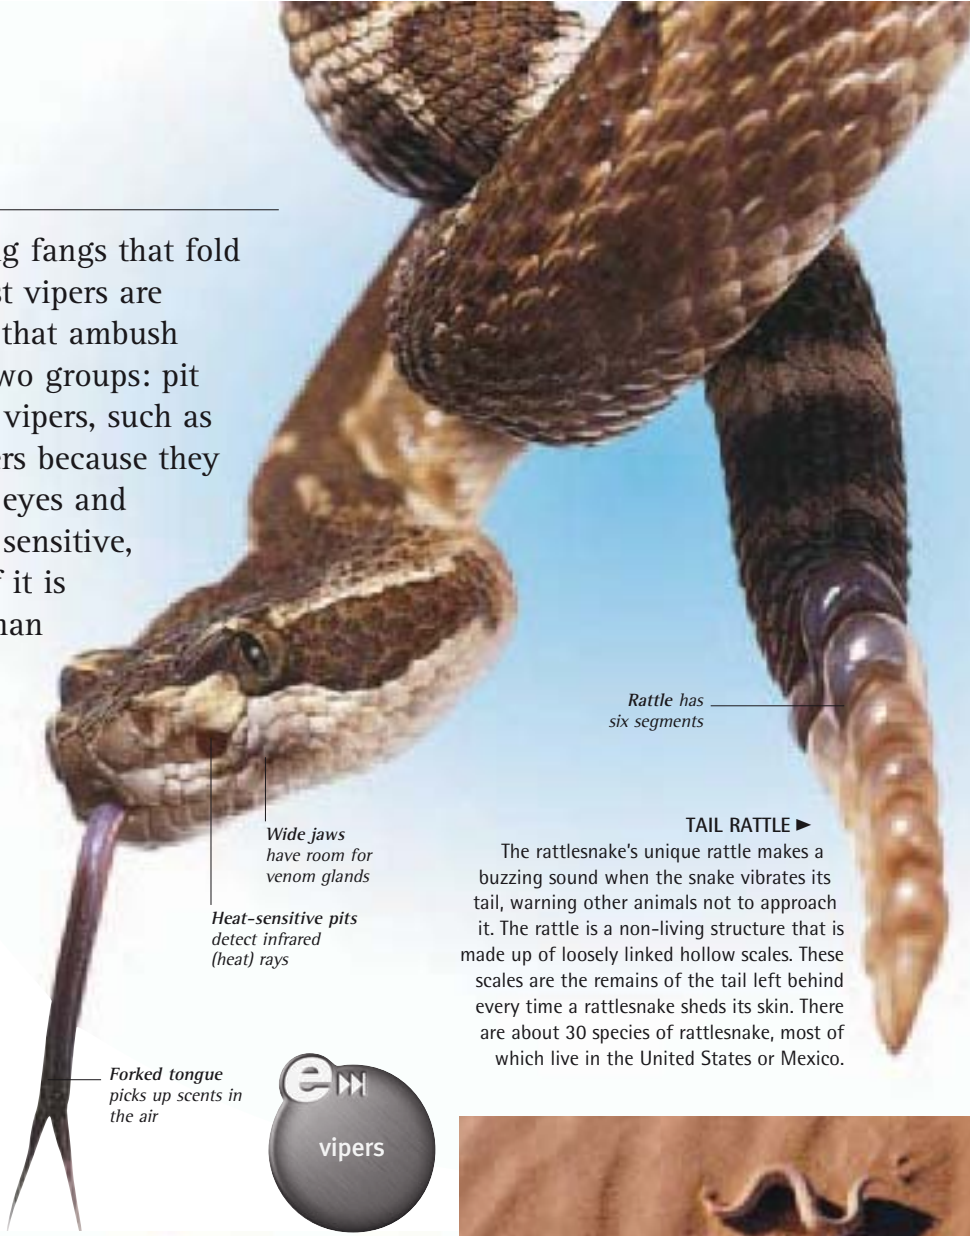 g fangs that fold
st vipers are
that ambush
wo groups: pit
vipers, such as
ers because they
eyes and
sensitive,
f it is
nan
Rattle has
six segments
Wide jaws
have room for
venom glands
Heat-sensitive pits
detect infrared
(heat) rays
TAIL RATTLE ►
The rattlesnake's unique rattle makes a
buzzing sound when the snake vibrates its
tail, warning other animals not to approach
it. The rattle is a non-living structure that is
made up of loosely linked hollow scales. These
scales are the remains of the tail left behind
every time a rattlesnake sheds its skin. There
are about 30 species of rattlesnake, most of
which live in the United States or Mexico.
Forked tongue
picks up scents in
the air
e
vipers